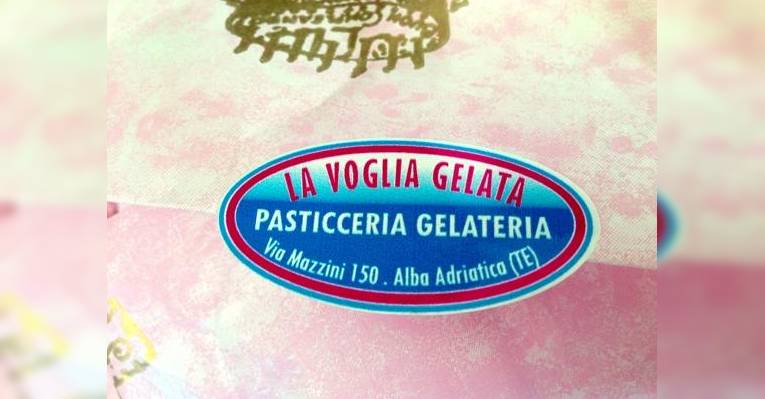 LA VOGLIA GELATA
PASTICCERIA GELATERIA
Via Mazzini 150 . Alba Adriatica (TE)